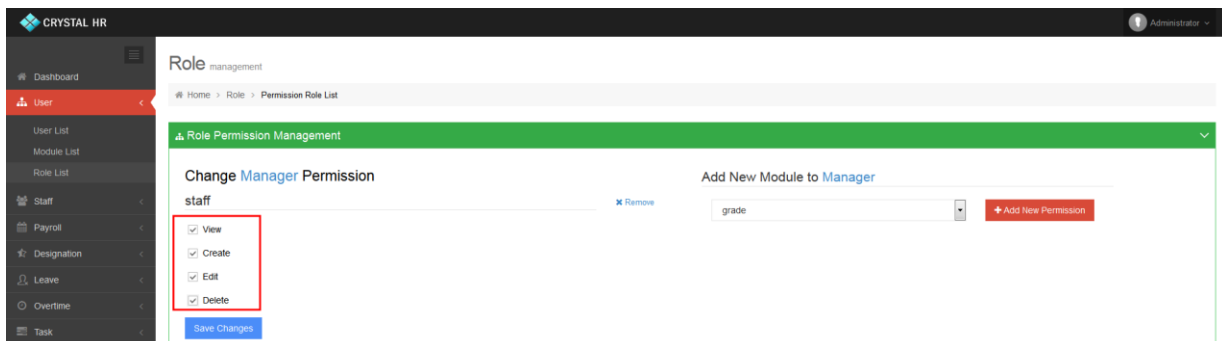 CRYSTAL HR
Administrator
Dashboard
User
User List
Module List
Role List
Staff
Payroll
Designation
Leave
Overtime
Task
Role management
Home > Role > Permission Role List
Role Permission Management
Change Manager Permission
staff
Remove
View
Create
Edit
Delete
Save Changes
Add New Module to Manager
grade
+ Add New Permission